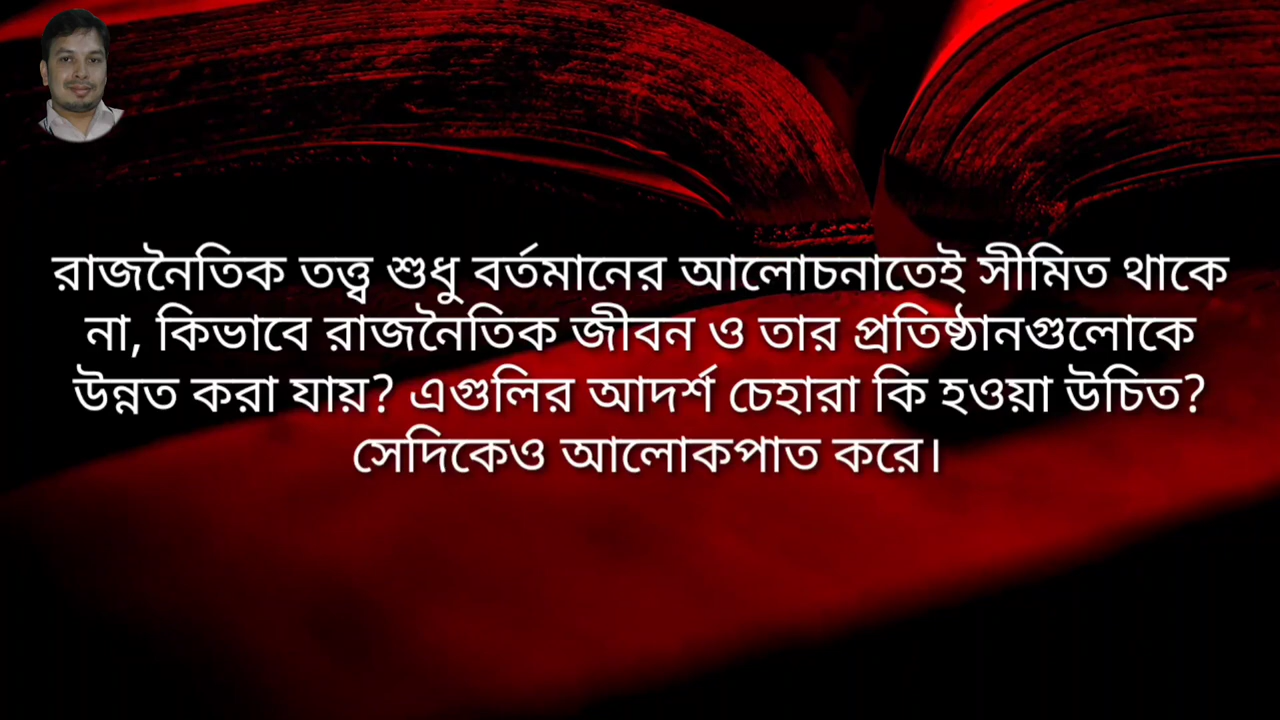 রাজনৈতিক তত্ত্ব শুধু বর্তমানের আলোচনাতেই সীমিত থাকে
না, কিভাবে রাজনৈতিক জীবন ও তার প্রতিষ্ঠানগুলোকে
উন্নত করা যায়? এগুলির আদর্শ চেহারা কি হওয়া উচিত?
সেদিকেও আলোকপাত করে।